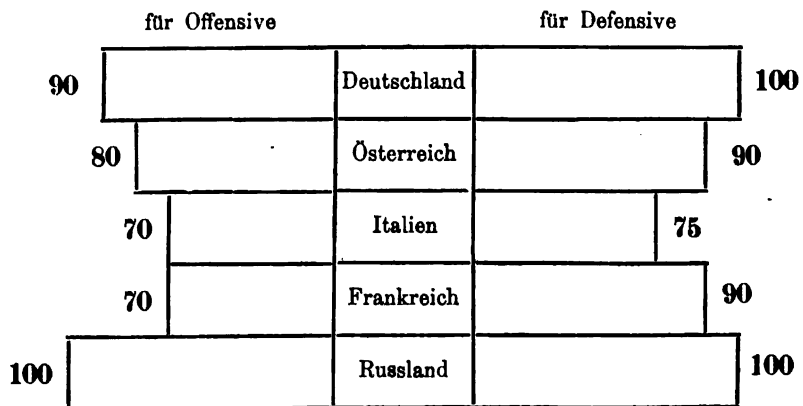 für Offensive für Defensive
90 Deutschland 100
80 Österreich 90
70 Italien 75
70 Frankreich 90
100 Russland 100